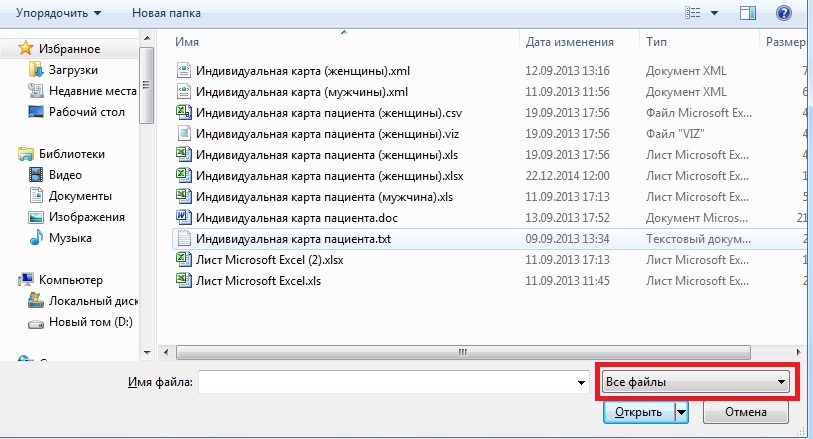 Упорядочить Новая папка
Избранное
Загрузки
Недавние места
Рабочий стол
Библиотеки
Видео
Документы
Изображения
Музыка
Компьютер
Локальный диск
Новый том (D:)
Имя Дата изменения Тип Размер
Индивидуальная карта (женщины).xml 12.09.2013 13:16 Документ XML 7
Индивидуальная карта (мужчины).xml 11.09.2013 17:52 Документ XML 6
Индивидуальная карта пациента (женщины).csv 19.09.2013 17:56 Файл Microsoft Ex... 4
Индивидуальная карта пациента (женщины).viz 19.09.2013 17:56 Файл "VIZ" 4
Индивидуальная карта пациента (женщины).xls 19.09.2013 17:56 Лист Microsoft Ex... 4
Индивидуальная карта пациента (женщины).xlsx 22.12.2014 12:00 Лист Microsoft Ex... 1
Индивидуальная карта пациента (мужчина).xls 11.09.2013 17:13 Лист Microsoft Ex... 4
Индивидуальная карта пациента.doc 13.09.2013 17:52 Документ Micros... 21
Индивидуальная карта пациента.txt 09.09.2013 13:34 Текстовый докум... 2
Лист Microsoft Excel (2).xlsx 11.09.2013 17:13 Лист Microsoft Ex... 1
Лист Microsoft Excel.xls 11.09.2013 11:45 Лист Microsoft Ex... 2
Имя файла: Все файлы
Открыть Отмена